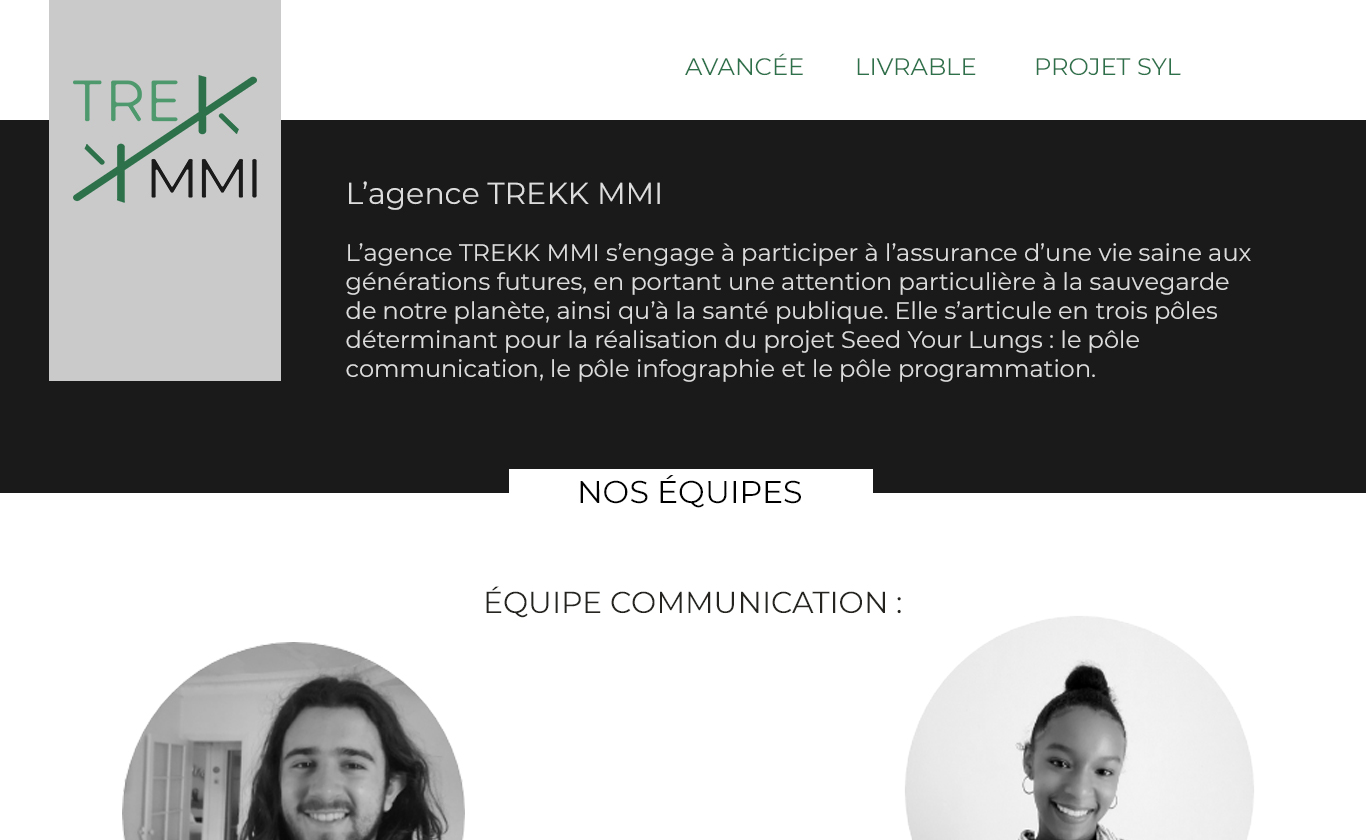 AVANCÉE LIVRABLE PROJET SYL
TREK
KMMI
L’agence TREKK MMI
L’agence TREKK MMI s’engage à participer à l’assurance d’une vie saine aux
générations futures, en portant une attention particulière à la sauvegarde
de notre planète, ainsi qu’à la santé publique. Elle s’articule en trois pôles
déterminant pour la réalisation du projet Seed Your Lungs : le pôle
communication, le pôle infographie et le pôle programmation.
NOS ÉQUIPES
ÉQUIPE COMMUNICATION :